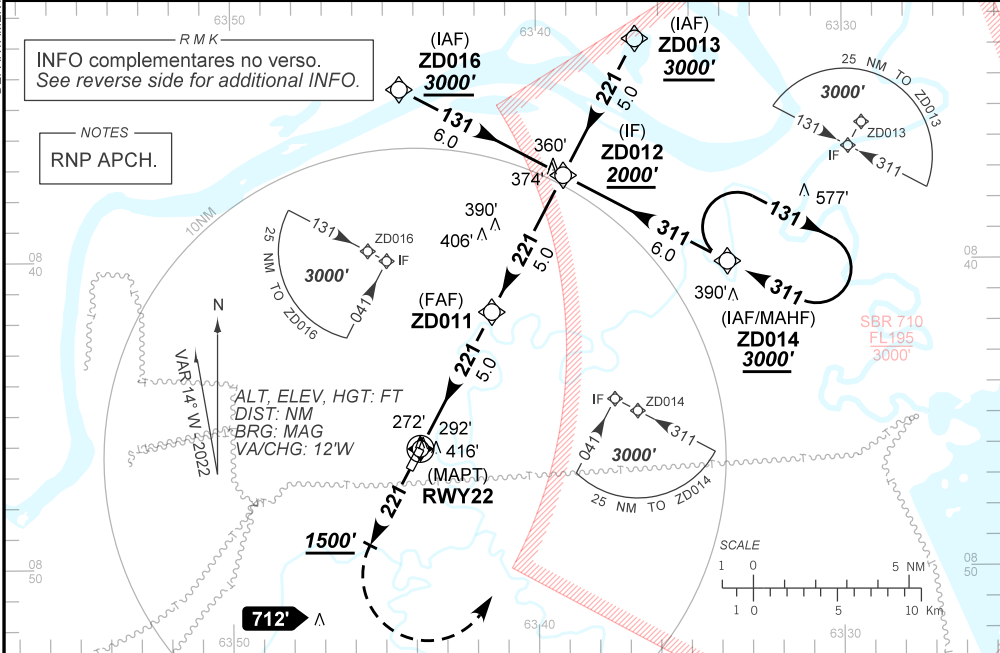 63 50
63 40
63 30
RMK
INFO complementares no verso.
See reverse side for additional INFO.
NOTES
RNP APCH.
(IAF)
ZD016
3000'
(IAF)
ZD013
3000'
131
6.0
221
5.0
(IF)
ZD012
2000'
360'
374'
25 NM TO ZD013
3000'
131
ZD013
IF
311
577'
10NM
390'
406'
221
5.0
311
6.0
131
311
390'
(IAF/MAHF)
ZD014
3000'
131
ZD016
IF
3000'
041
25 NM TO ZD016
08
40
08
40
(FAF)
ZD011
SBR 710
FL195
3000'
N
VAR 14° W - 2022
ALT, ELEV, HGT: FT
DIST: NM
BRG: MAG
VA/CHG: 12'W
221
5.0
IF
ZD014
041
311
3000'
25 NM TO ZD014
272'
292'
416'
(MAPT)
RWY22
221
1500'
712'
SCALE
1 0 5 NM
1 0 5 10 Km
08
50
08
50
63 50
63 40
63 30